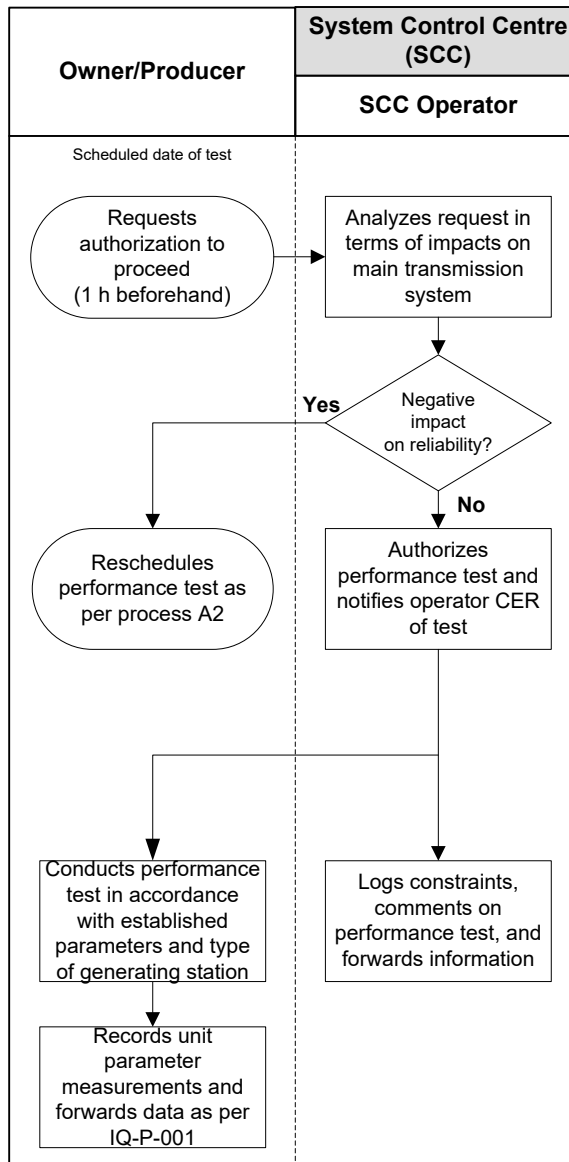 Owner/Producer
System Control Centre
(SCC)
SCC Operator
Scheduled date of test
Requests
authorization to
proceed
(1 h beforehand)
Analyzes request in
terms of impacts on
main transmission
system
Yes
Negative
impact
on reliability?
No
Reschedules
performance test as
per process A2
Authorizes
performance test and
notifies operator CER
of test
Conducts performance
test in accordance
with established
parameters and type
of generating station
Logs constraints,
comments on
performance test, and
forwards information
Records unit
parameter
measurements and
forwards data as per
IQ-P-001